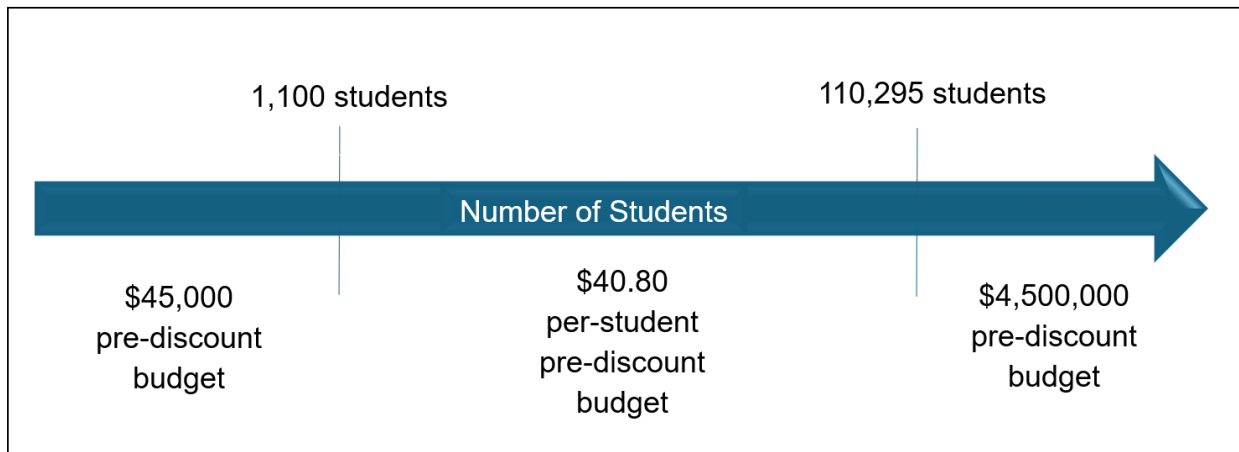 1,100 students
110,295 students
Number of Students
$45,000
pre-discount
budget
$40.80
per-student
pre-discount
budget
$4,500,000
pre-discount
budget